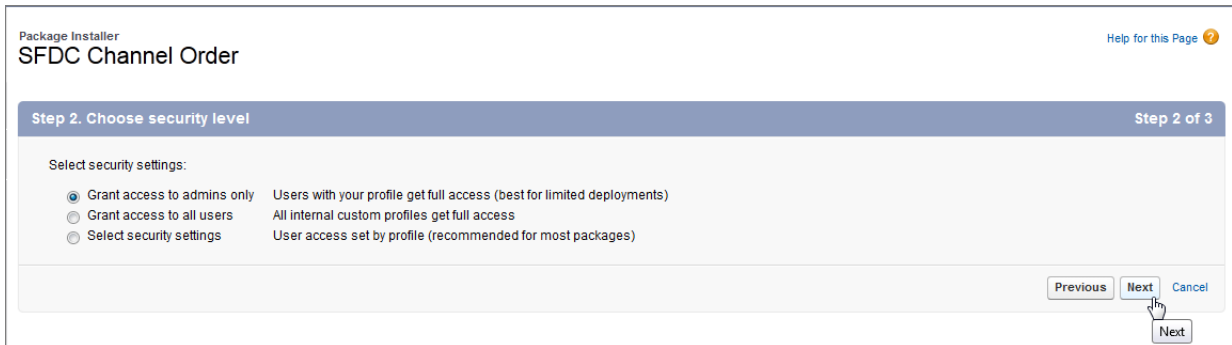 Package Installer
SFDC Channel Order
Help for this Page ?
Step 2. Choose security level Step 2 of 3
Select security settings:
Grant access to admins only Users with your profile get full access (best for limited deployments)
Grant access to all users All internal custom profiles get full access
Select security settings User access set by profile (recommended for most packages)
Previous Next Cancel
Next